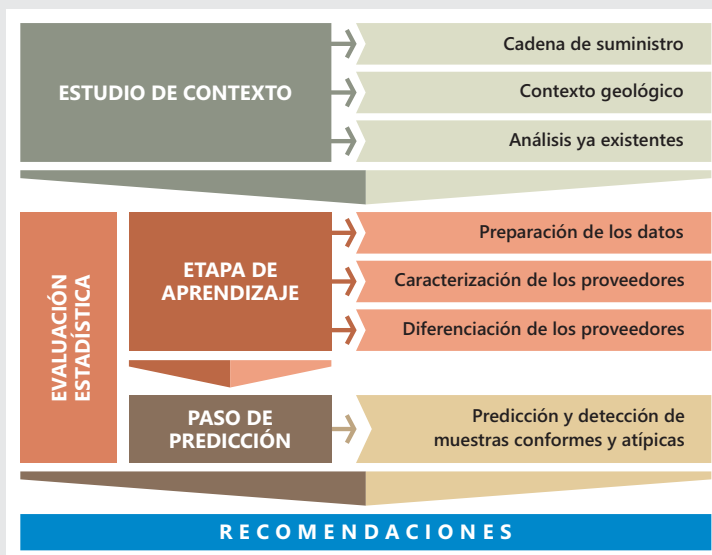 ESTUDIO DE CONTEXTO
Cadena de suministro
Contexto geológico
Análisis ya existentes
EVALUACIÓN
ESTADÍSTICA
ETAPA DE
APRENDIZAJE
Preparación de los datos
Caracterización de los proveedores
Diferenciación de los proveedores
PASO DE
PREDICCIÓN
Predicción y detección de
muestras conformes y atípicas
RECOMENDACIONES